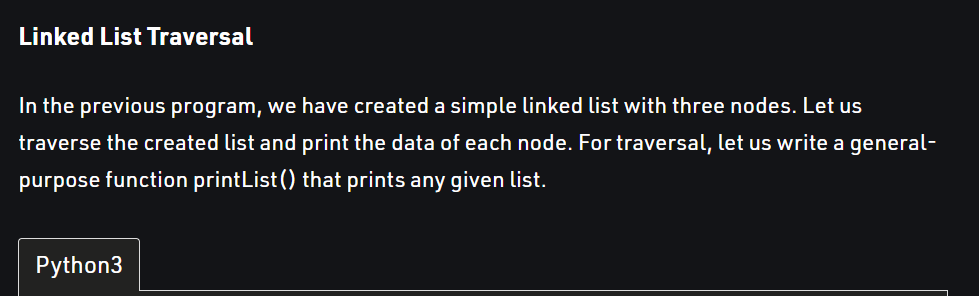 Linked List Traversal
In the previous program, we have created a simple linked list with three nodes. Let us
traverse the created list and print the data of each node. For traversal, let us write a general-
purpose function printList() that prints any given list.
Python3